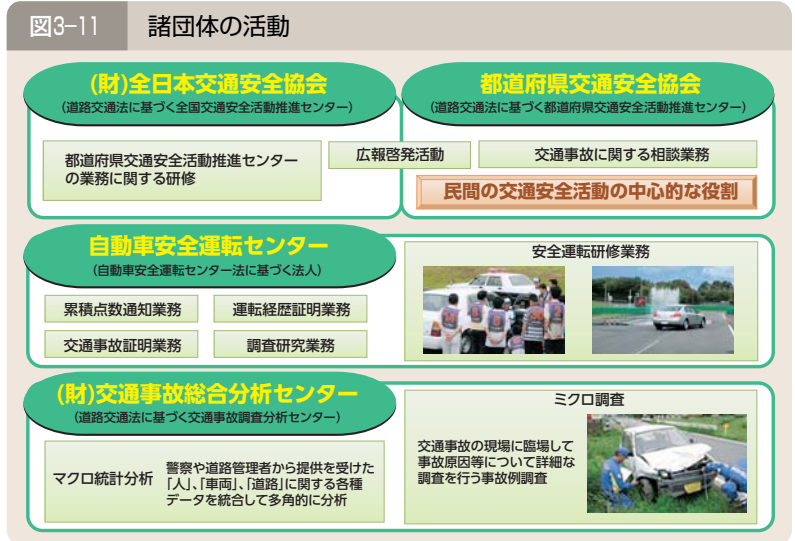 図3-11 諸団体の活動
(財)全日本交通安全協会
(道路交通法に基づく全国交通安全活動推進センター)
都道府県交通安全活動推進センター
の業務に関する研修
広報啓発活動
都道府県交通安全協会
(道路交通法に基づく都道府県交通安全活動推進センター)
交通事故に関する相談業務
民間の交通安全活動の中心的な役割
自動車安全運転センター
(自動車安全運転センター法に基づく法人)
累積点数通知業務
運転経歴証明業務
交通事故証明業務
調査研究業務
安全運転研修業務
(財)交通事故総合分析センター
(道路交通法に基づく交通事故調査分析センター)
マクロ統計分析
警察や道路管理者から提供を受けた
「人」、「車両」、「道路」に関する各種
データを統合して多角的に分析
ミクロ調査
交通事故の現場に臨場して
事故原因等について詳細な
調査を行う事故例調査